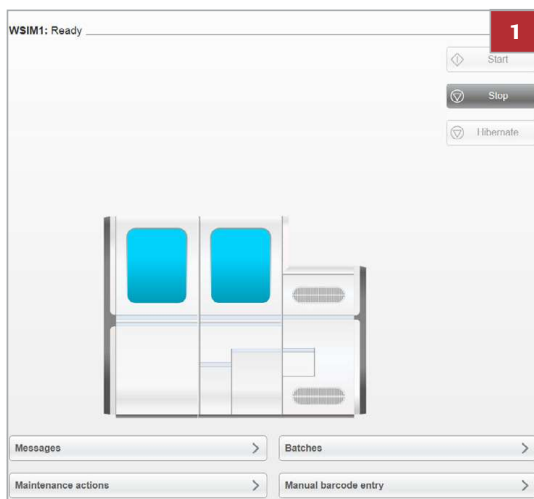 WSIM1: Ready
1
Start
Stop
Hibernate
Messages
Batches
Maintenance actions
Manual barcode entry